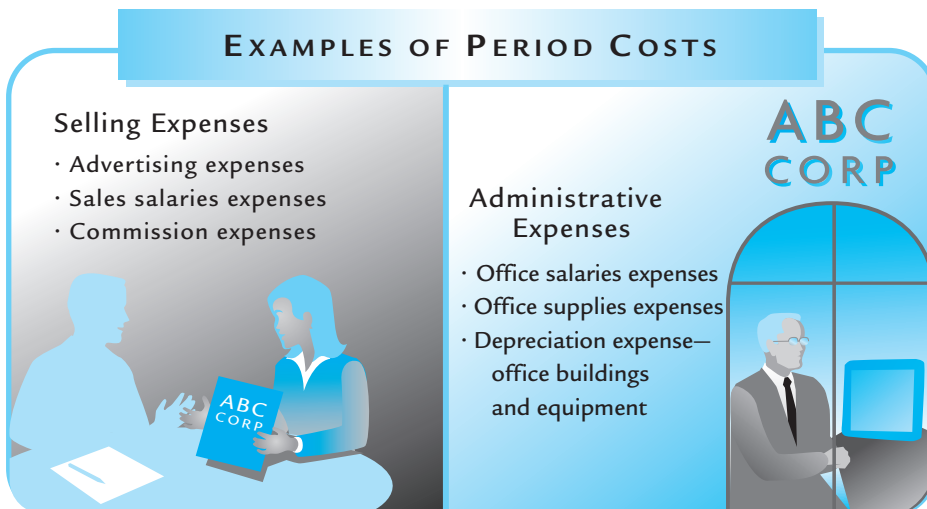 EXAMPLES OF PERIOD COSTS
Selling Expenses
· Advertising expenses
· Sales salaries expenses
· Commission expenses
ABC
CORP
ABC
CORP
Administrative
Expenses
· Office salaries expenses
· Office supplies expenses
· Depreciation expense—
office buildings
and equipment